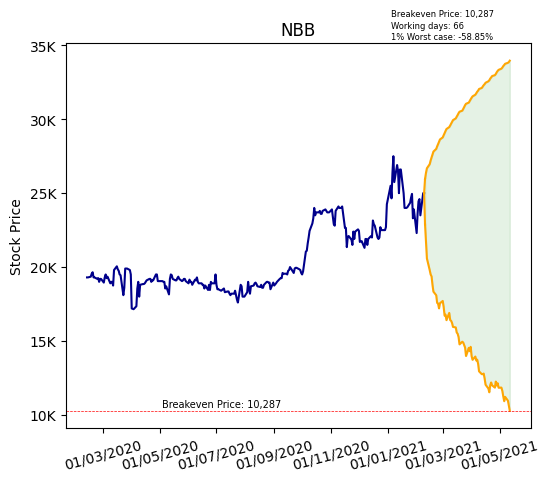 Breakeven Price: 10,287
Working days: 66
1% Worst case: -58.85%
NBB
35K
30K
25K
20K
15K
10K
Stock Price
Breakeven Price: 10,287
01/03/2020
01/05/2020
01/07/2020
01/09/2020
01/11/2020
01/01/2021
01/03/2021
01/05/2021